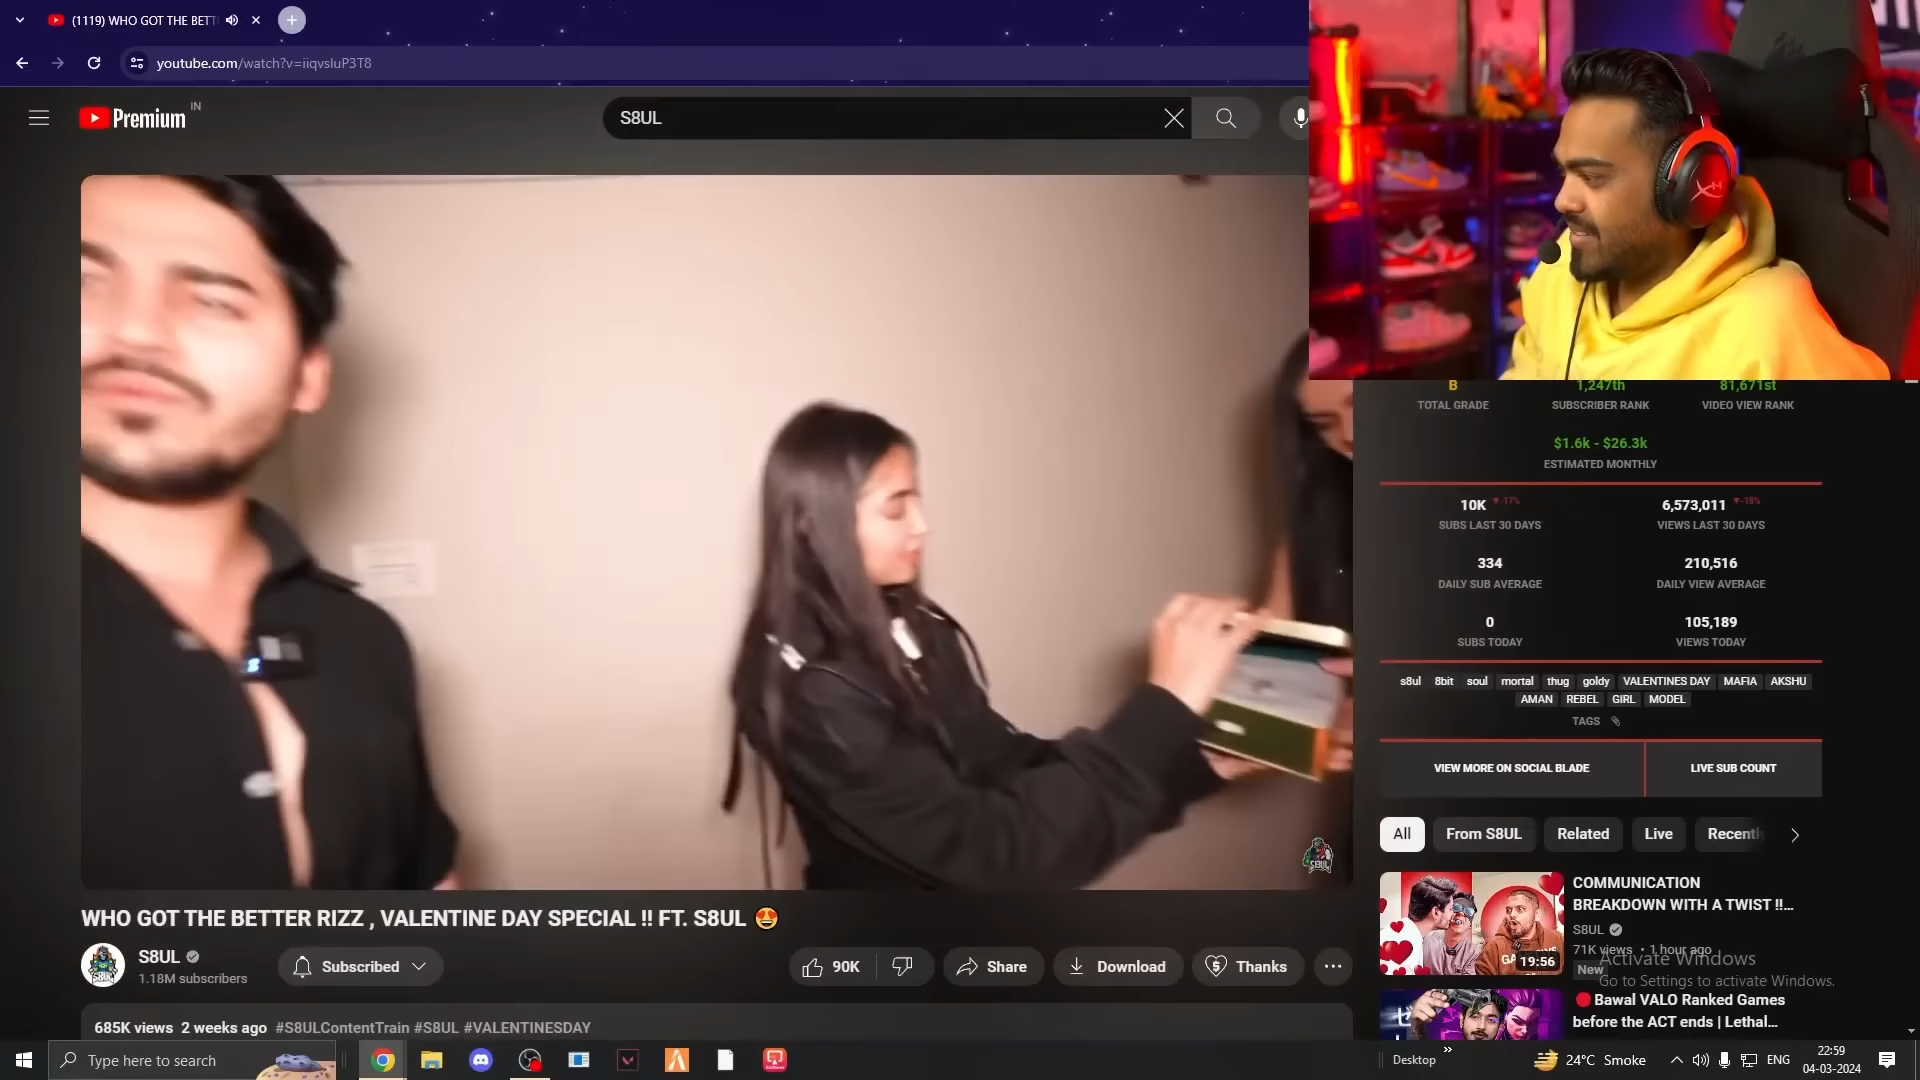 (1119) WHO GOT THE BETT
youtube.com/watch?v=iiqvsIuP3T8
Premium
IN
S8UL
B
1,247th
81,671st
TOTAL GRADE
SUBSCRIBER RANK
VIDEO VIEW RANK
$1.6k - $26.3k
ESTIMATED MONTHLY
10K ▼-17%
6,573,011 ▼-18%
SUBS LAST 30 DAYS
VIEWS LAST 30 DAYS
334
210,516
DAILY SUB AVERAGE
DAILY VIEW AVERAGE
0
105,189
SUBS TODAY
VIEWS TODAY
s8ul 8bit soul mortal thug goldy VALENTINES DAY MAFIA AKSHU
AMAN REBEL GIRL MODEL
TAGS
VIEW MORE ON SOCIAL BLADE
LIVE SUB COUNT
All
From S8UL
Related
Live
Recent
COMMUNICATION
BREAKDOWN WITH A TWIST !!...
S8UL
71K views • 1 hour ago
New
19:56
Activate Windows
Go to Settings to activate Windows.
Bawal VALO Ranked Games
before the ACT ends | Lethal...
WHO GOT THE BETTER RIZZ , VALENTINE DAY SPECIAL !! FT. S8UL 😍
S8UL
1.18M subscribers
Subscribed
90K
Share
Download
Thanks
685K views 2 weeks ago #S8ULContentTrain #S8UL #VALENTINESDAY
Type here to search
Desktop
24°C Smoke
ENG
22:59
04-03-2024